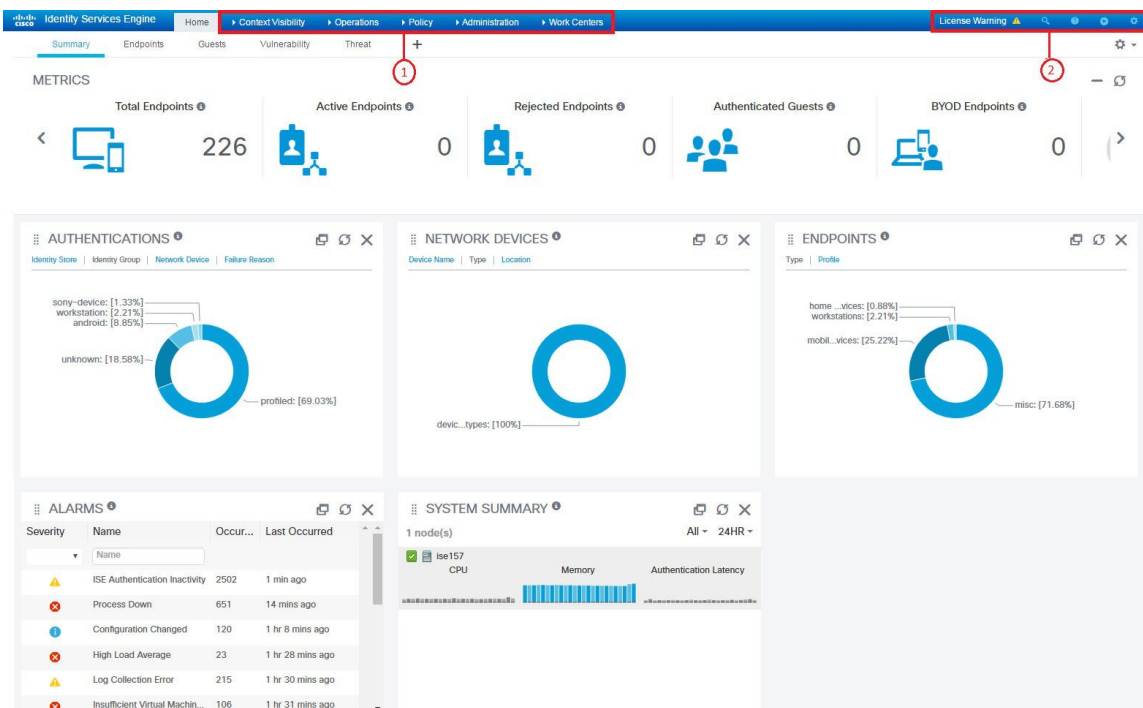 cisco Identity Services Engine Home Context Visibility Operations Policy Administration Work Centers License Warning
Summary Endpoints Guests Vulnerability Threat +
1
2
METRICS
Total Endpoints Active Endpoints Rejected Endpoints Authenticated Guests BYOD Endpoints
226 0 0 0 0
AUTHENTICATIONS
Identity Store | Identity Group | Network Device | Failure Reason
sony-device: [1.33%]
workstation: [2.21%]
android: [8.85%]
unknown: [18.58%]
profiled: [69.03%]
NETWORK DEVICES
Device Name | Type | Location
devic...types: [100%]
ENDPOINTS
Type | Profile
home ...vices: [0.88%]
workstations: [2.21%]
mobil...vices: [25.22%]
misc: [71.68%]
ALARMS
Severity Name Occur... Last Occurred
Name
ISE Authentication Inactivity 2502 1 min ago
Process Down 651 14 mins ago
Configuration Changed 120 1 hr 8 mins ago
High Load Average 23 1 hr 28 mins ago
Log Collection Error 215 1 hr 30 mins ago
Insufficient Virtual Machin... 106 1 hr 31 mins ago
SYSTEM SUMMARY
1 node(s) All 24HR
ise157
CPU Memory Authentication Latency